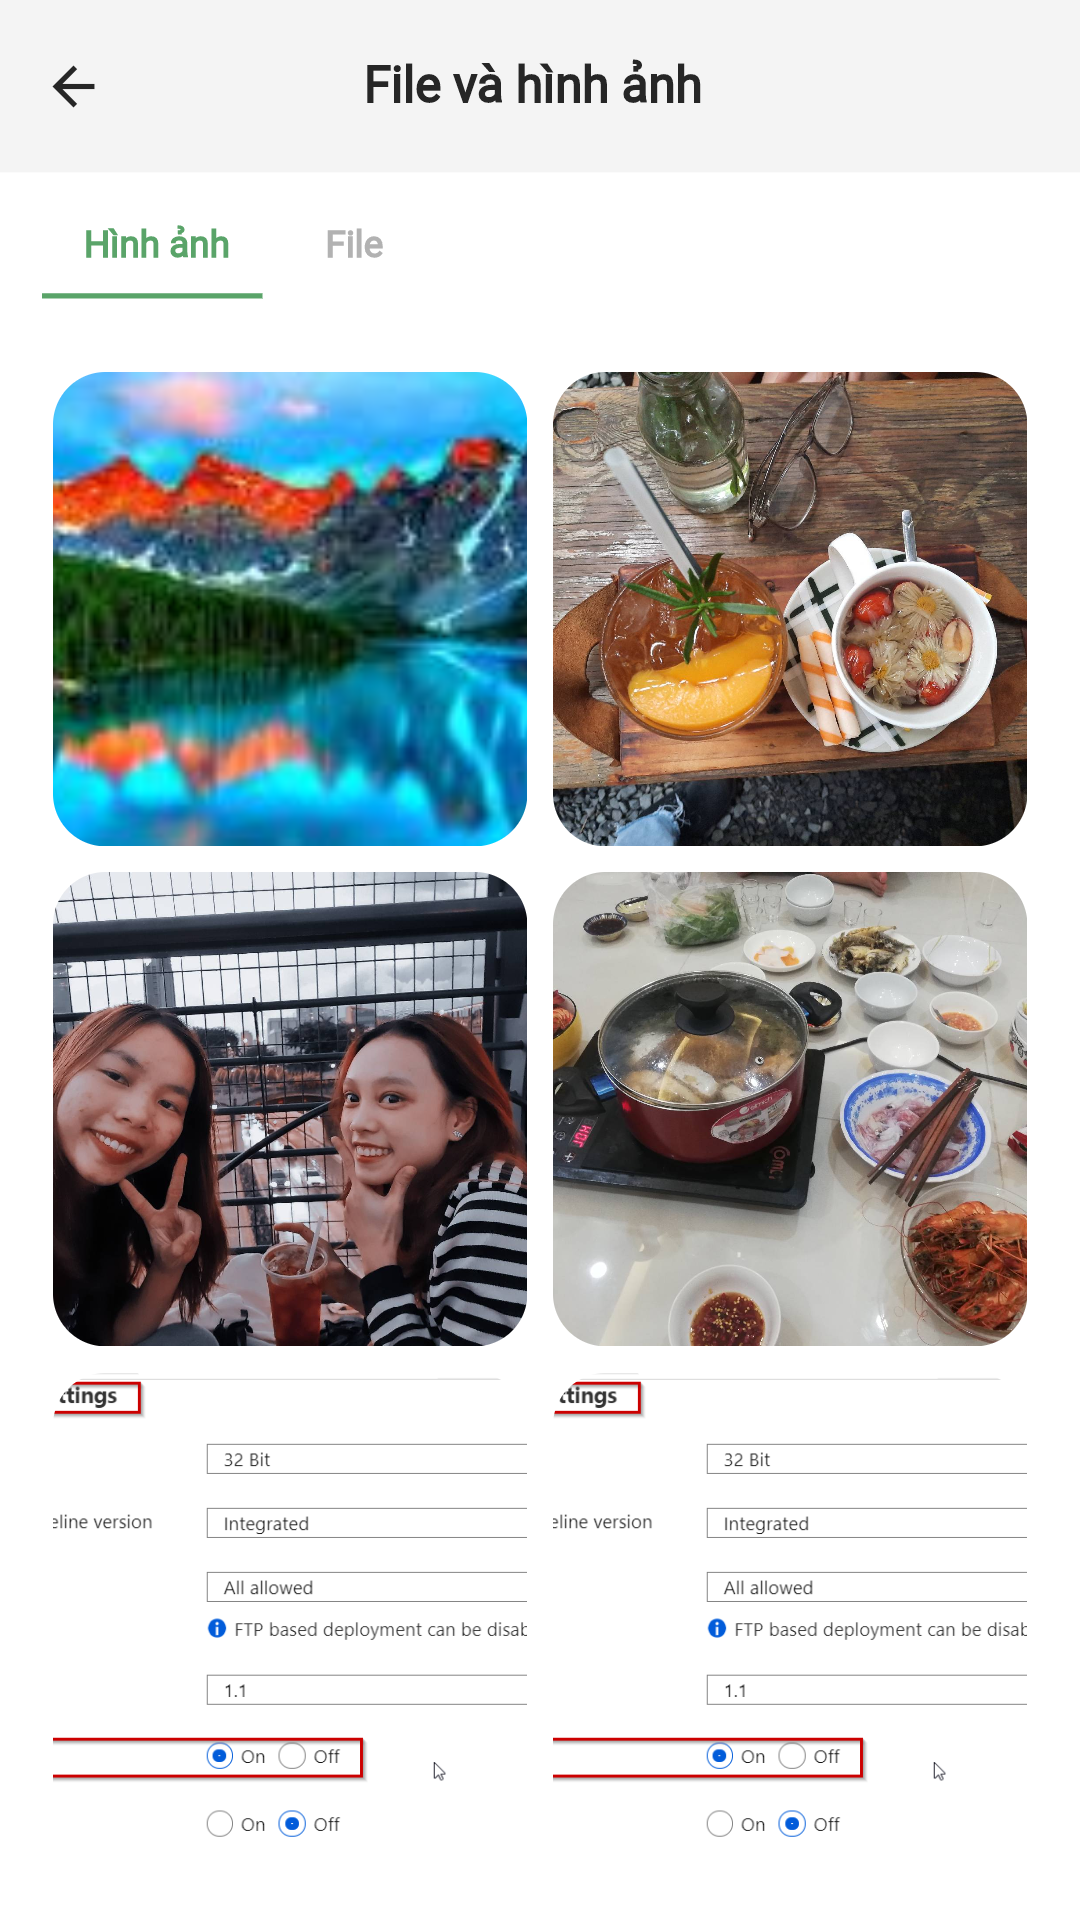 File và hình ảnh
Hình ảnh
File
HOT
ttings
32 Bit
eline version
Integrated
All allowed
FTP based deployment can be disab
1.1
On
Off
On
Off
ttings
32 Bit
eline version
Integrated
All allowed
FTP based deployment can be disab
1.1
On
Off
On
Off